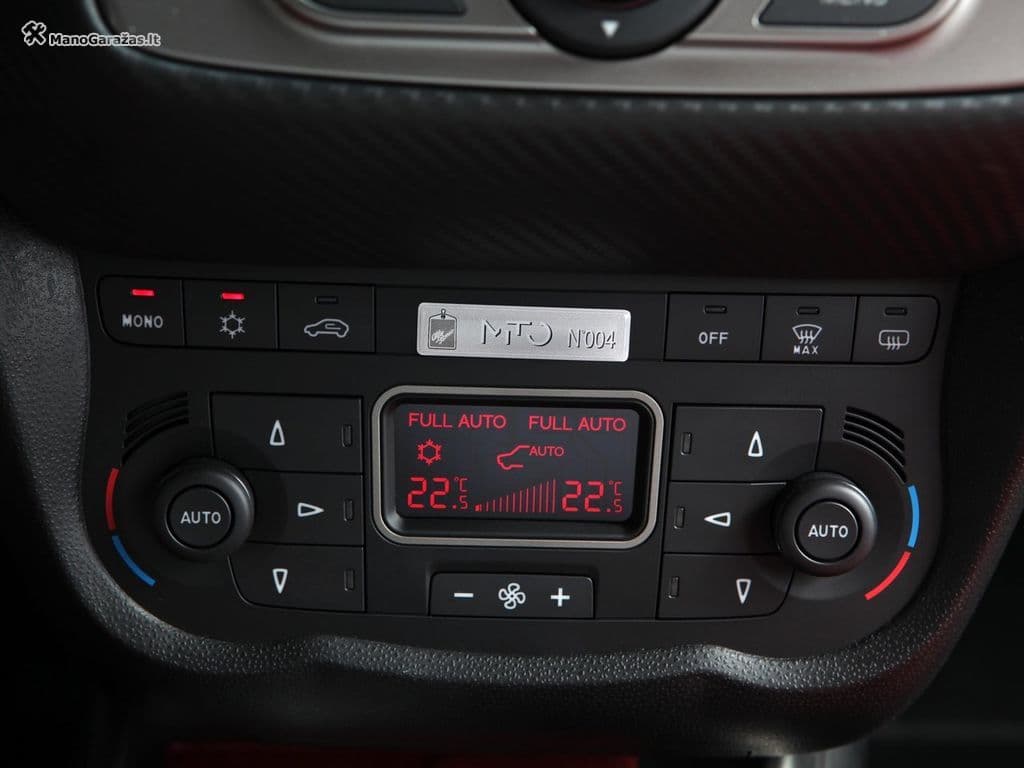 ManoGaražas.lt
MONO
MTO N°004
OFF
MAX
FULL AUTO FULL AUTO
AUTO
22.5°C 22.5°C
AUTO
AUTO
− +